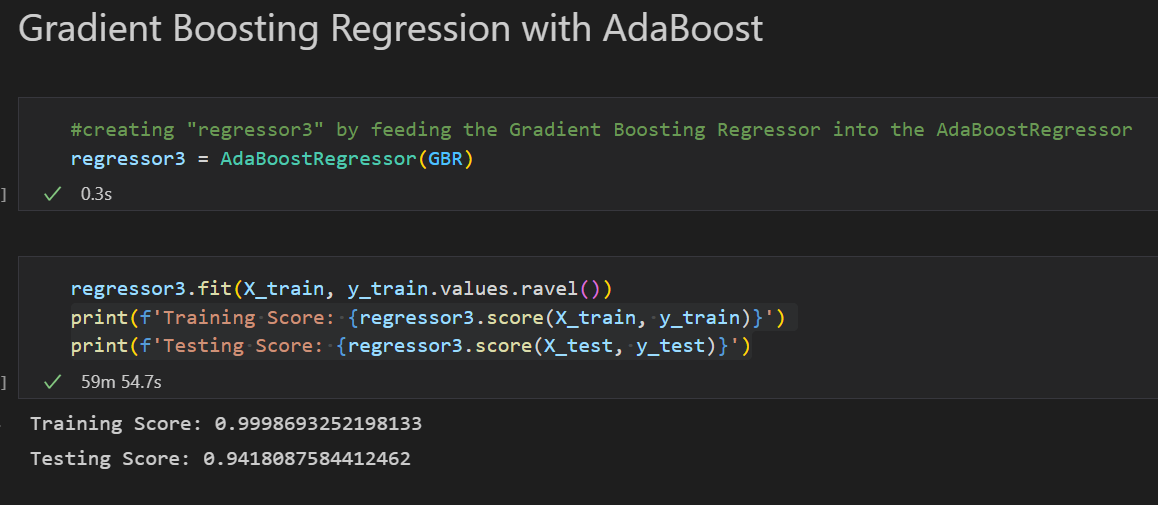 Gradient Boosting Regression with AdaBoost
#creating "regressor3" by feeding the Gradient Boosting Regressor into the AdaBoostRegressor
regressor3 = AdaBoostRegressor(GBR)
] ✓ 0.3s
regressor3.fit(X_train, y_train.values.ravel())
print(f'Training Score: {regressor3.score(X_train, y_train)}')
print(f'Testing Score: {regressor3.score(X_test, y_test)}')
] ✓ 59m 54.7s
Training Score: 0.9998693252198133
Testing Score: 0.9418087584412462